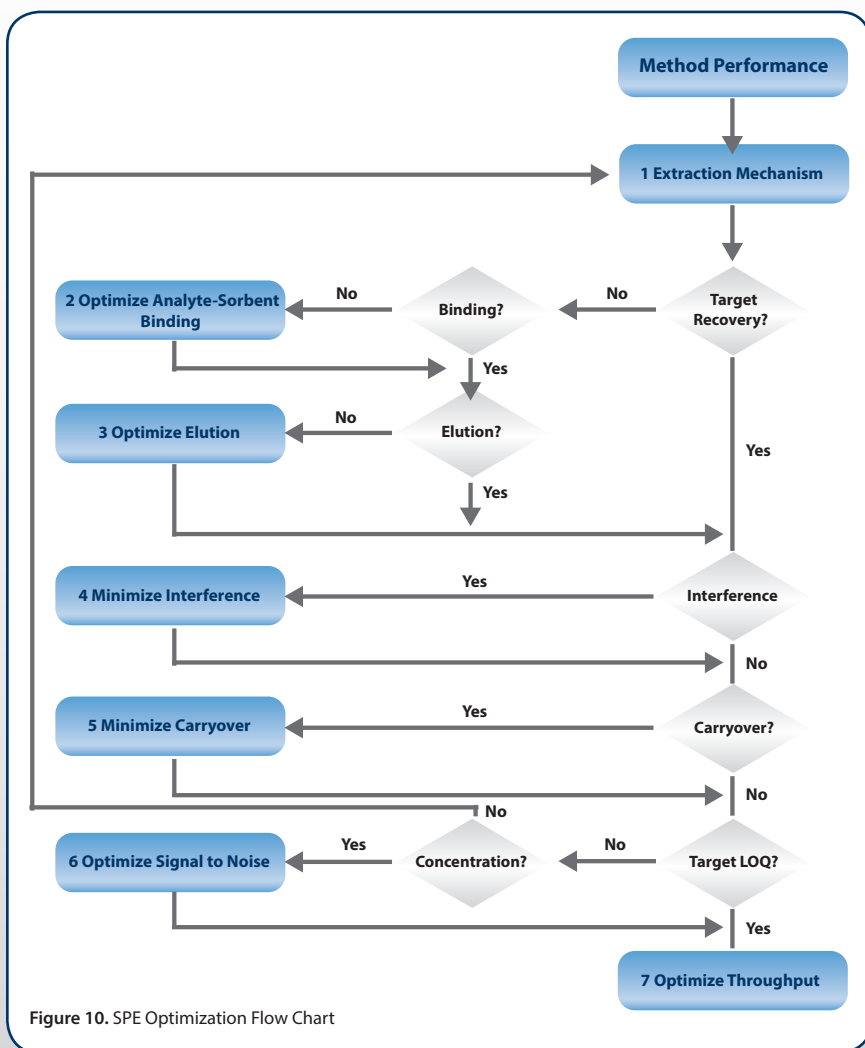 Method Performance
1 Extraction Mechanism
2 Optimize Analyte-Sorbent
Binding
No
Binding?
No
Target
Recovery?
Yes
No
3 Optimize Elution
Elution?
Yes
Yes
Yes
4 Minimize Interference
Interference
No
Yes
5 Minimize Carryover
Carryover?
No
No
Yes
No
6 Optimize Signal to Noise
Concentration?
Target LOQ?
Yes
7 Optimize Throughput
Figure 10. SPE Optimization Flow Chart